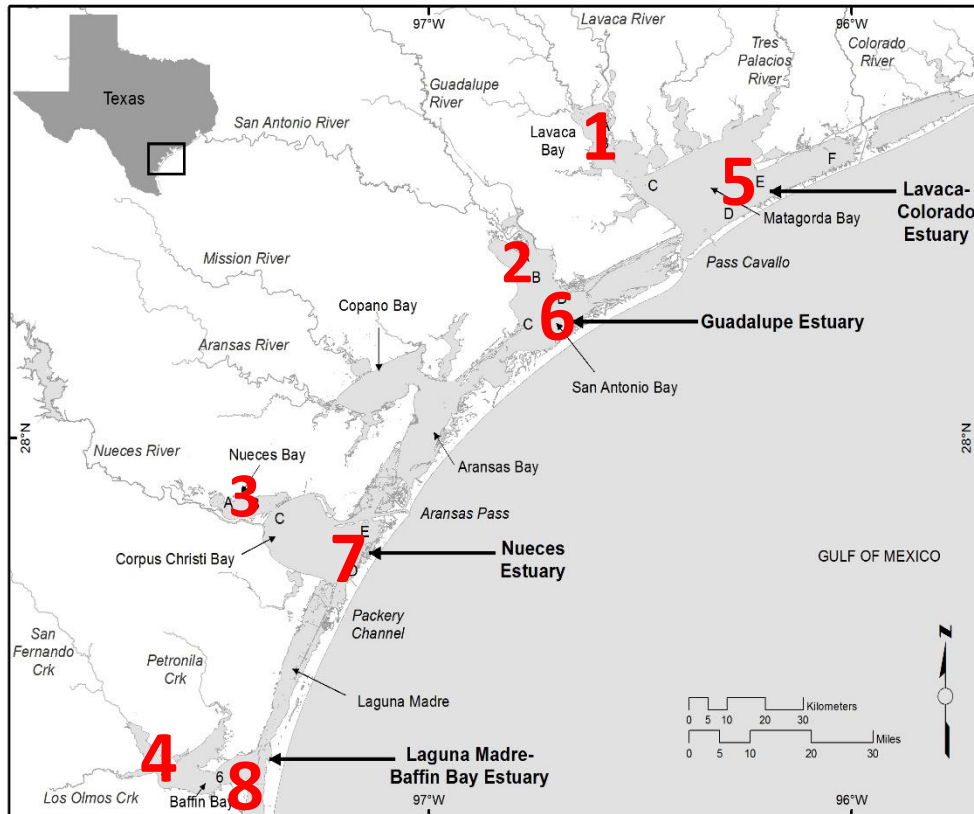 97°W
96°W
Lavaca River
Tres
Palacios
River
Colorado
River
Guadalupe
River
Texas
San Antonio River
Lavaca
Bay
1
C
5
E
F
D
Matagorda Bay
Lavaca-
Colorado
Estuary
Mission River
2
B
Pass Cavallo
Copano Bay
D
C
6
Guadalupe Estuary
Aransas River
San Antonio Bay
28°N
28°N
Nueces River
Nueces Bay
Aransas Bay
A
3
B
C
Aransas Pass
E
Corpus Christi Bay
7
D
Nueces
Estuary
GULF OF MEXICO
Packery
Channel
San
Fernando
Crk
Petronila
Crk
Laguna Madre
N
0 5 10 20 30 Kilometers
0 5 10 20 30 Miles
4
6
8
Laguna Madre-
Baffin Bay Estuary
Los Olmos Crk
Baffin Bay
97°W
96°W